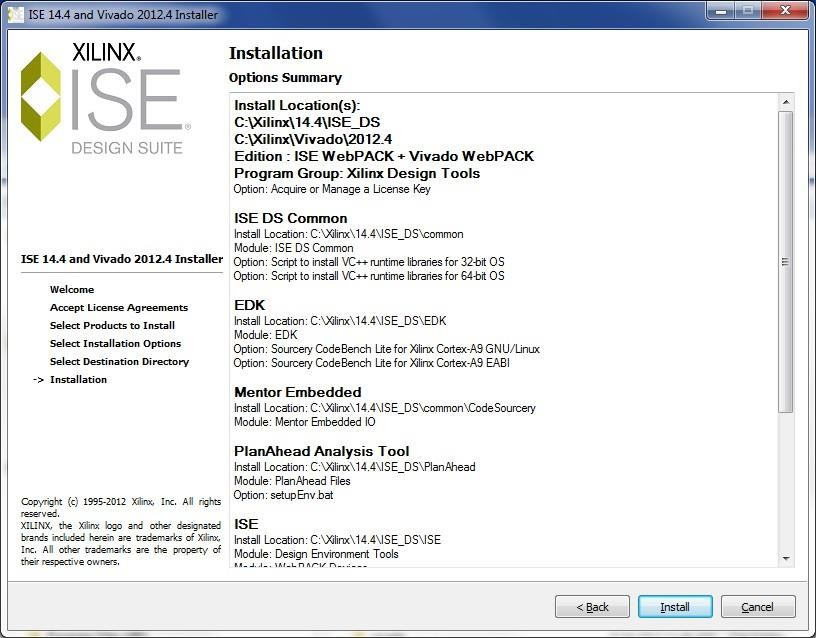 ISE 14.4 and Vivado 2012.4 Installer
XILINX®
ISE®
DESIGN SUITE
ISE 14.4 and Vivado 2012.4 Installer
Welcome
Accept License Agreements
Select Products to Install
Select Installation Options
Select Destination Directory
-> Installation
Copyright (c) 1995-2012 Xilinx, Inc. All rights
reserved.
XILINX, the Xilinx logo and other designated
brands included herein are trademarks of Xilinx,
Inc. All other trademarks are the property of
their respective owners.
Installation
Options Summary
Install Location(s):
C:\Xilinx\14.4\ISE_DS
C:\Xilinx\Vivado\2012.4
Edition : ISE WebPACK + Vivado WebPACK
Program Group: Xilinx Design Tools
Option: Acquire or Manage a License Key
ISE DS Common
Install Location: C:\Xilinx\14.4\ISE_DS\common
Module: ISE DS Common
Option: Script to install VC++ runtime libraries for 32-bit OS
Option: Script to install VC++ runtime libraries for 64-bit OS
EDK
Install Location: C:\Xilinx\14.4\ISE_DS\EDK
Module: EDK
Option: Sourcery CodeBench Lite for Xilinx Cortex-A9 GNU/Linux
Option: Sourcery CodeBench Lite for Xilinx Cortex-A9 EABI
Mentor Embedded
Install Location: C:\Xilinx\14.4\ISE_DS\common\CodeSourcery
Module: Mentor Embedded IO
PlanAhead Analysis Tool
Install Location: C:\Xilinx\14.4\ISE_DS\PlanAhead
Module: PlanAhead Files
Option: setupEnv.bat
ISE
Install Location: C:\Xilinx\14.4\ISE_DS\ISE
Module: Design Environment Tools
Module: WebPACK Devices
< Back
Install
Cancel